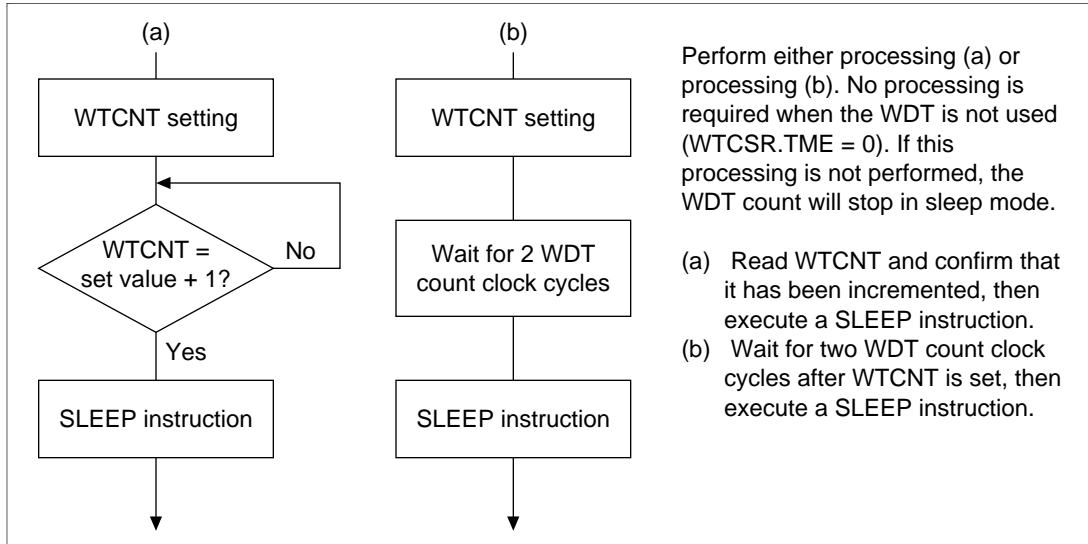 (a)
WTCNT setting
WTCNT =
set value + 1?
No
Yes
SLEEP instruction
(b)
WTCNT setting
Wait for 2 WDT
count clock cycles
SLEEP instruction
Perform either processing (a) or
processing (b). No processing is
required when the WDT is not used
(WTCSR.TME = 0). If this
processing is not performed, the
WDT count will stop in sleep mode.
(a) Read WTCNT and confirm that
it has been incremented, then
execute a SLEEP instruction.
(b) Wait for two WDT count clock
cycles after WTCNT is set, then
execute a SLEEP instruction.